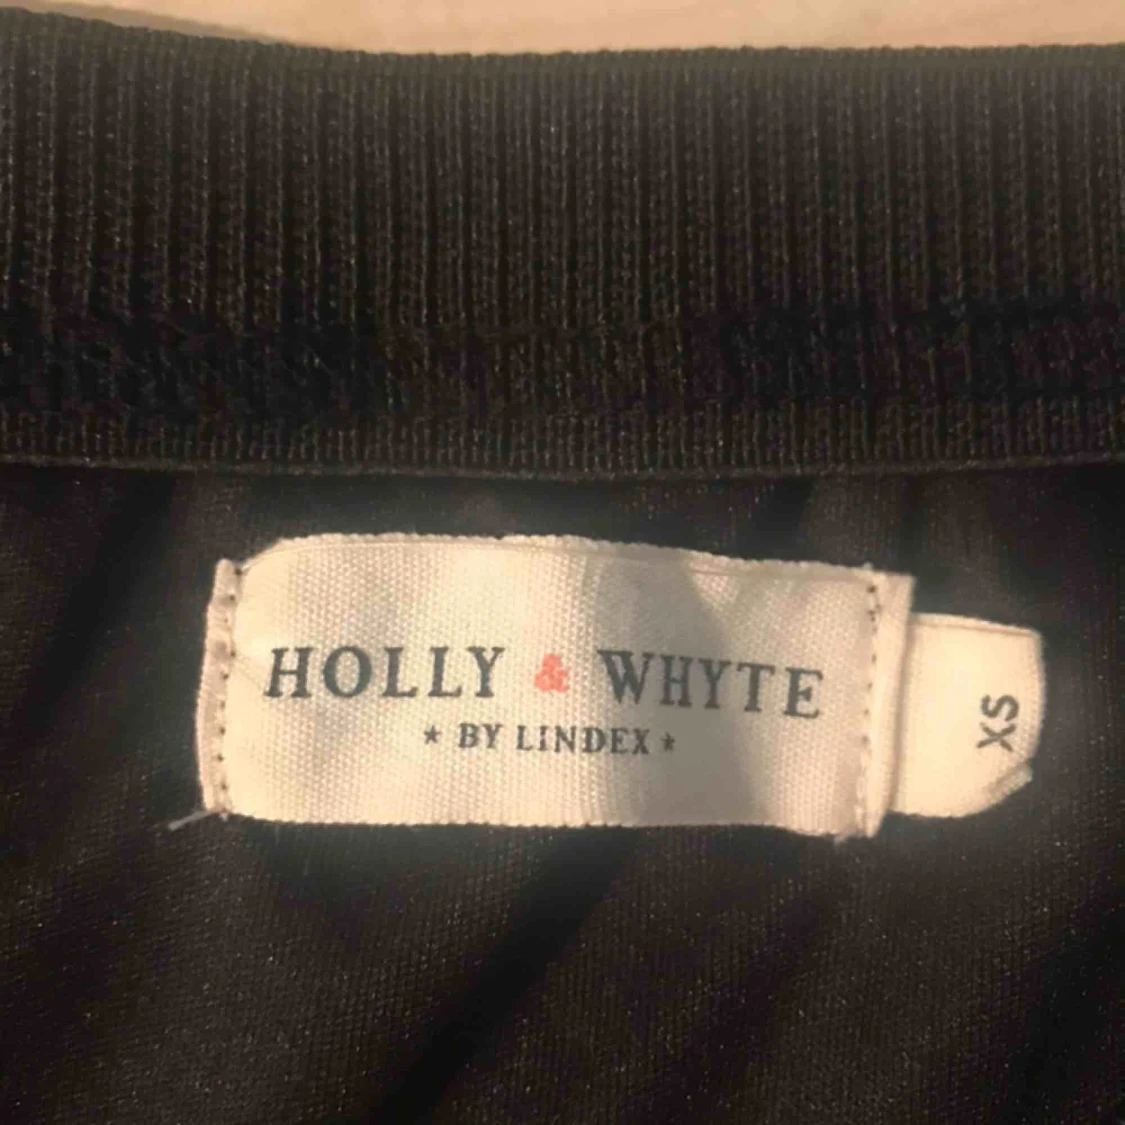 HOLLY & WHYTE
★ BY LINDEX ★
XS